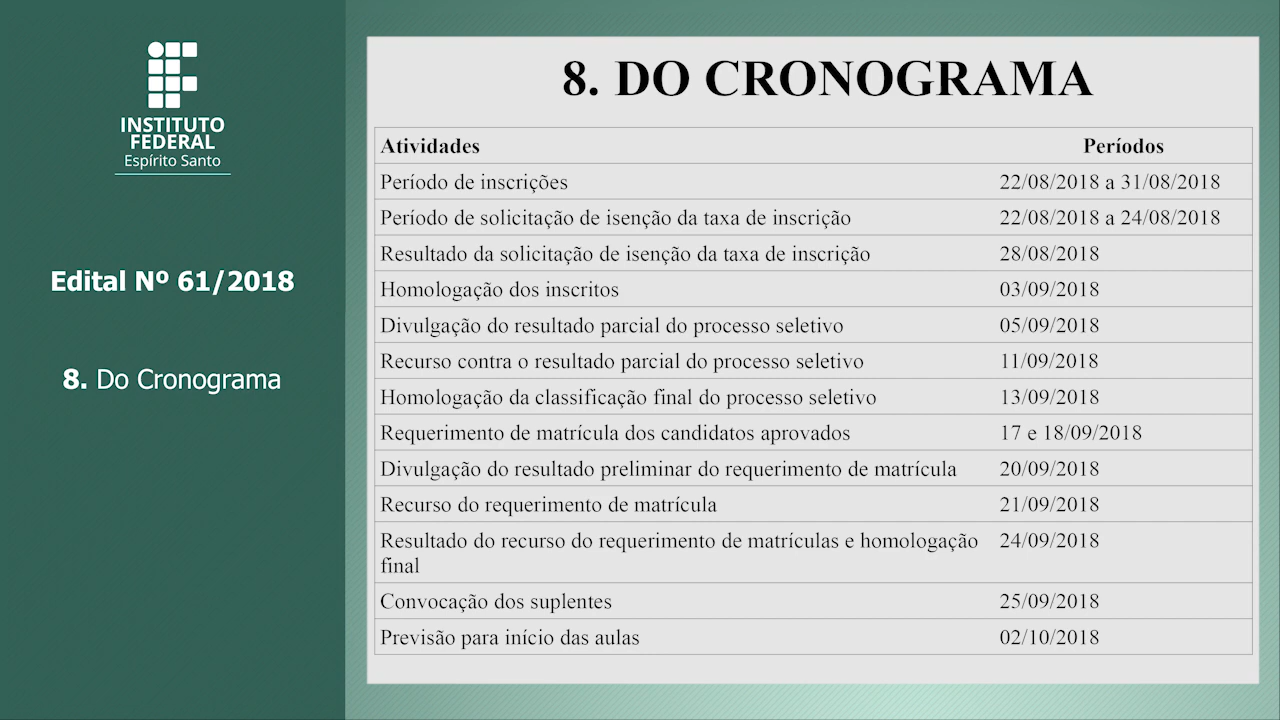 INSTITUTO
FEDERAL
Espírito Santo
Edital Nº 61/2018
8. Do Cronograma
8. DO CRONOGRAMA
Atividades Períodos
Período de inscrições 22/08/2018 a 31/08/2018
Período de solicitação de isenção da taxa de inscrição 22/08/2018 a 24/08/2018
Resultado da solicitação de isenção da taxa de inscrição 28/08/2018
Homologação dos inscritos 03/09/2018
Divulgação do resultado parcial do processo seletivo 05/09/2018
Recurso contra o resultado parcial do processo seletivo 11/09/2018
Homologação da classificação final do processo seletivo 13/09/2018
Requerimento de matrícula dos candidatos aprovados 17 e 18/09/2018
Divulgação do resultado preliminar do requerimento de matrícula 20/09/2018
Recurso do requerimento de matrícula 21/09/2018
Resultado do recurso do requerimento de matrículas e homologação 24/09/2018
final
Convocação dos suplentes 25/09/2018
Previsão para início das aulas 02/10/2018